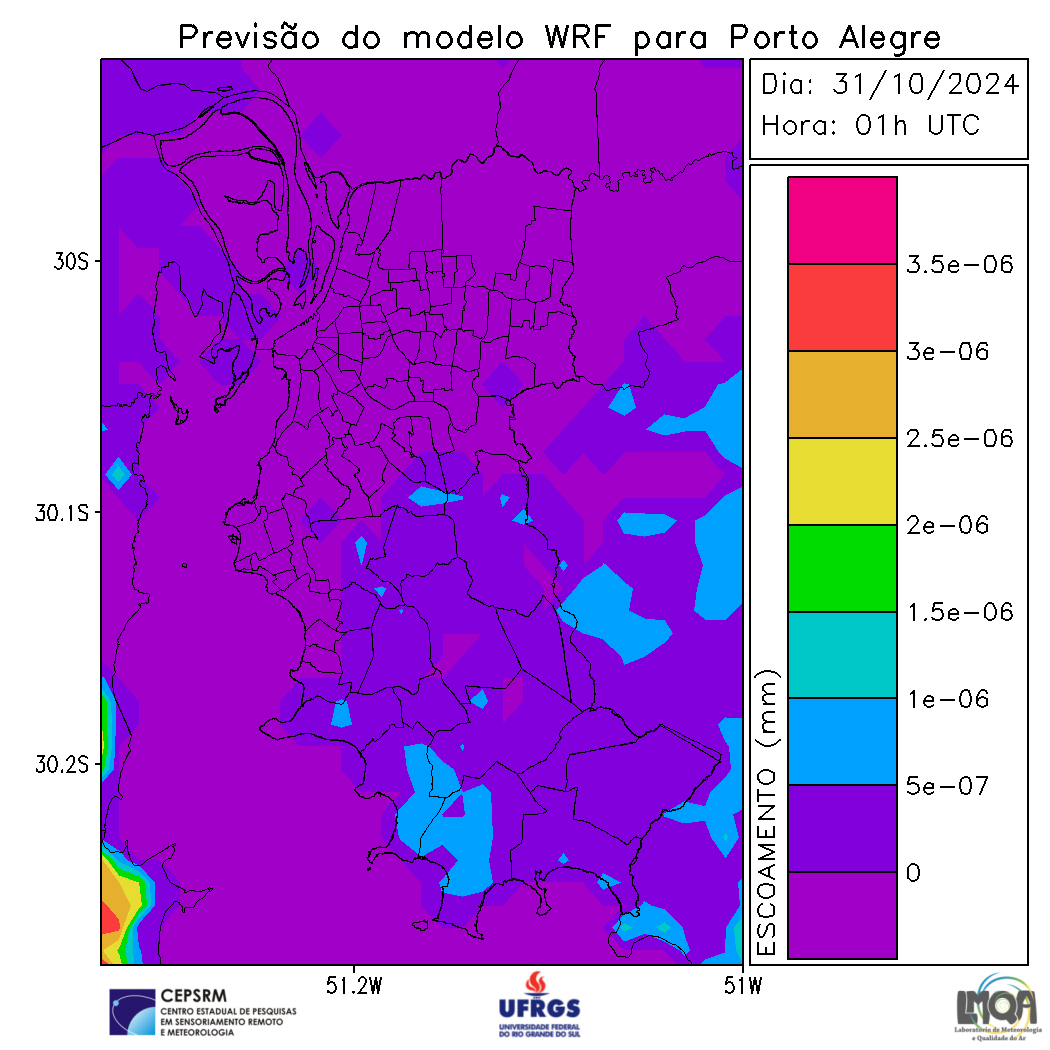 Previsão do modelo WRF para Porto Alegre
Dia: 31/10/2024
Hora: 01h UTC
3.5e-06
3e-06
2.5e-06
2e-06
1.5e-06
1e-06
5e-07
0
ESCOAMENTO (mm)
30S
30.1S
30.2S
51.2W
51W
CEPSRM
CENTRO ESTADUAL DE PESQUISAS
EM SENSORIAMENTO REMOTO
E METEOROLOGIA
UFRGS
UNIVERSIDADE FEDERAL
DO RIO GRANDE DO SUL
LMQA
Laboratório de Meteorologia
e Qualidade do Ar